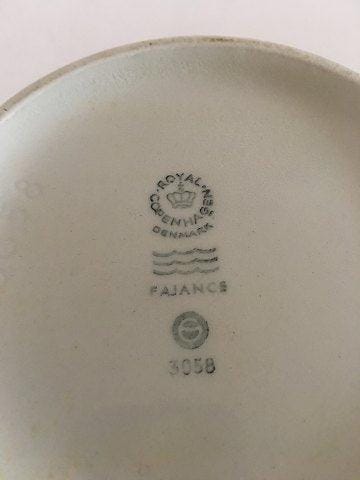 ROYAL
COPENHAGEN
DENMARK
FAJANCE
3058